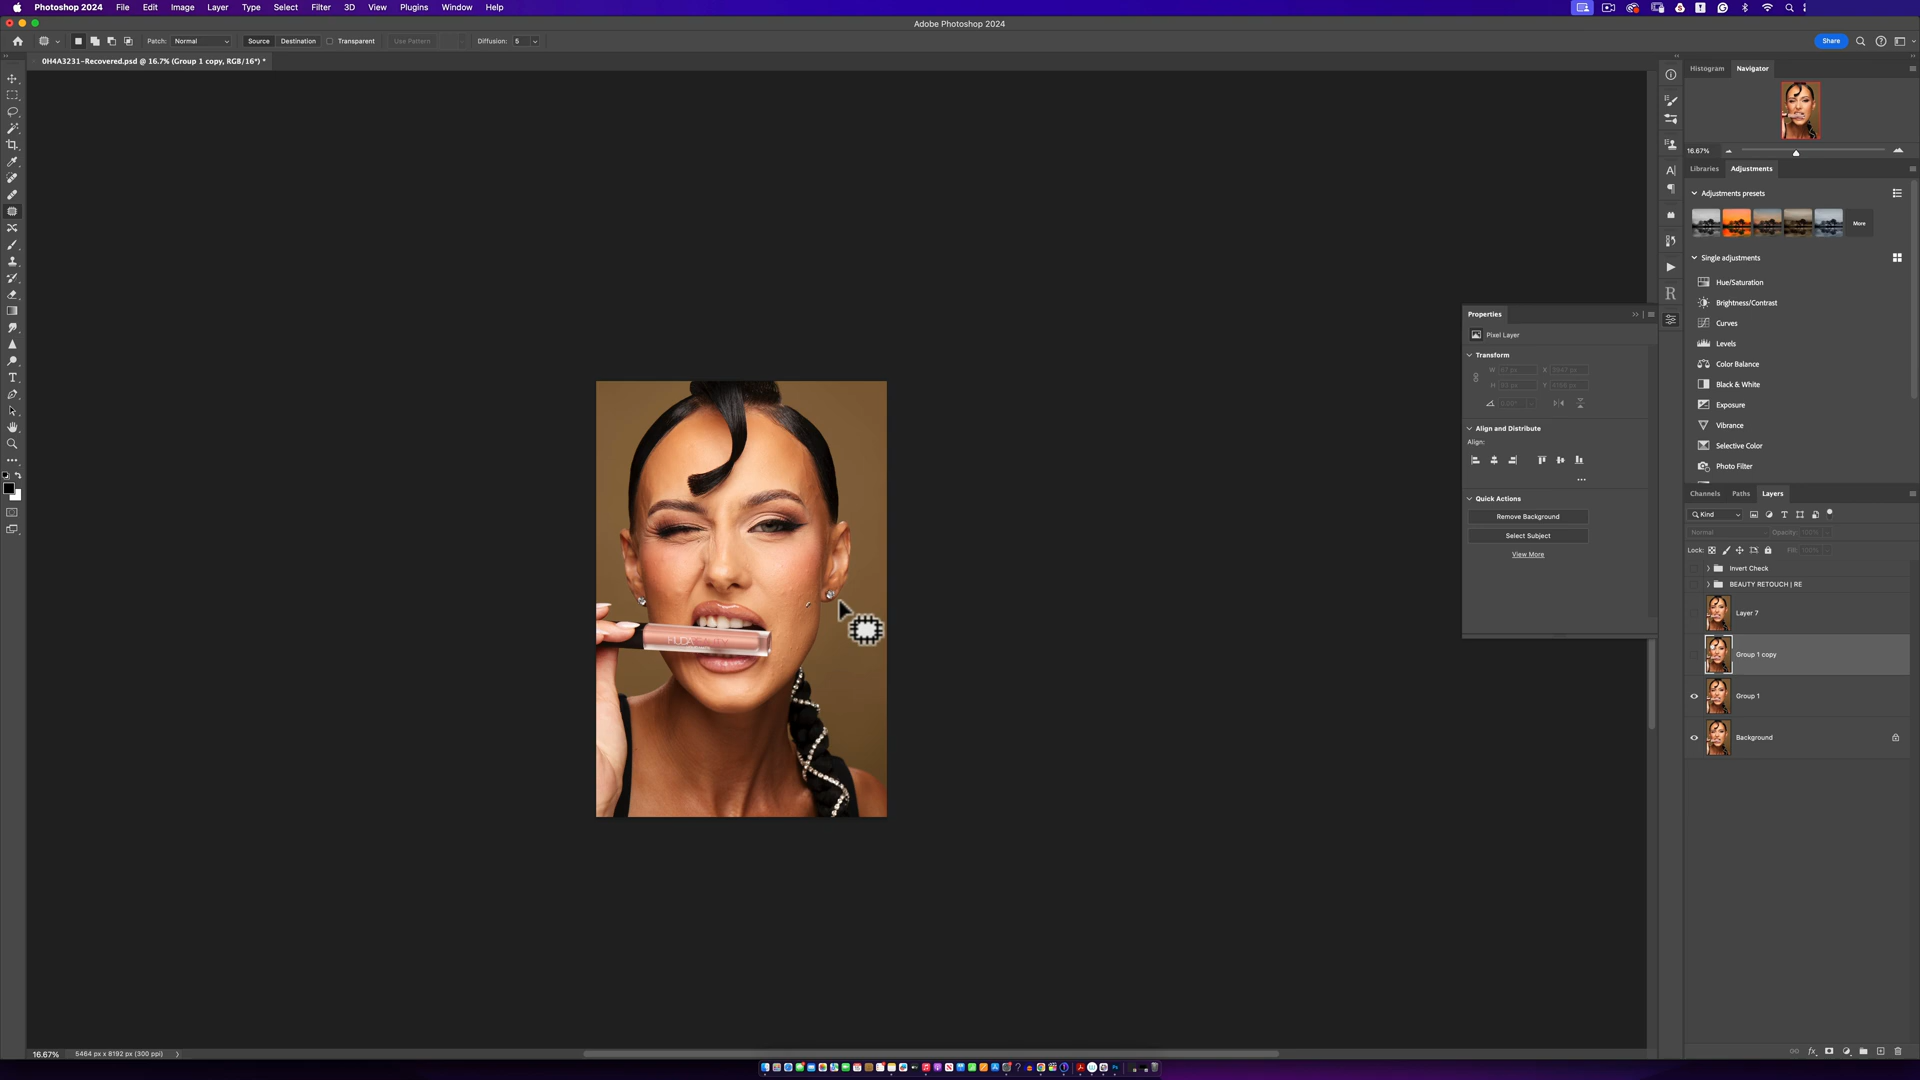 Photoshop 2024 File Edit Image Layer Type Select Filter 3D View Plugins Window Help
Adobe Photoshop 2024
Patch: Normal Source Destination Transparent Use Pattern Diffusion: 5 Share
0H4A3231-Recovered.psd @ 16.7% (Group 1 copy, RGB/16*) *
Histogram Navigator
16.67%
Libraries Adjustments
Adjustments presets
More
Single adjustments
Hue/Saturation
Brightness/Contrast
Curves
Levels
Color Balance
Black & White
Exposure
Vibrance
Selective Color
Photo Filter
Properties
Pixel Layer
Transform
W X
H Y
0.00°
Align and Distribute
Align:
Quick Actions
Remove Background
Select Subject
View More
Channels Paths Layers
Kind
Normal Opacity: 100%
Lock: Fill: 100%
Invert Check
BEAUTY RETOUCH | RE
Layer 7
Group 1 copy
Group 1
Background
16.67% 5464 px x 8192 px (300 ppi)